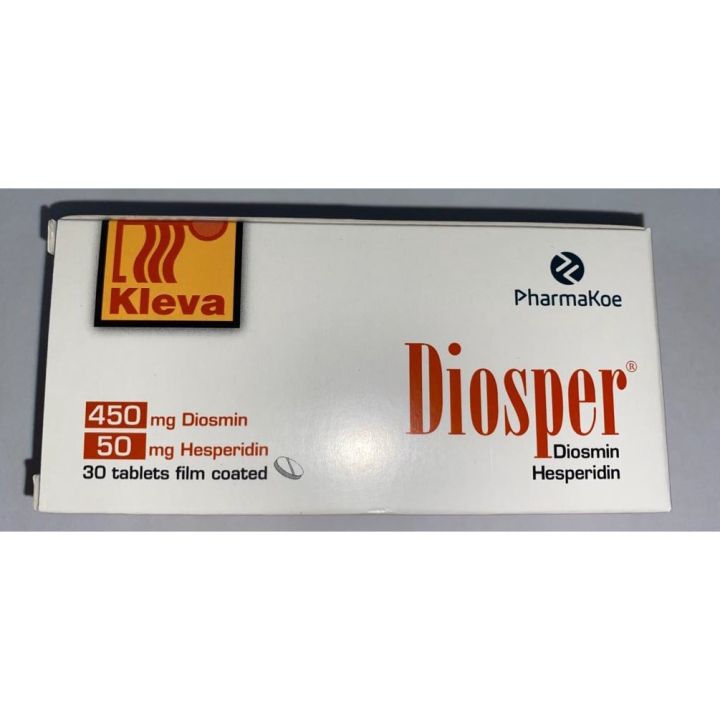 Kleva
PharmaKoe
Diosper®
Diosmin
Hesperidin
450 mg Diosmin
50 mg Hesperidin
30 tablets film coated